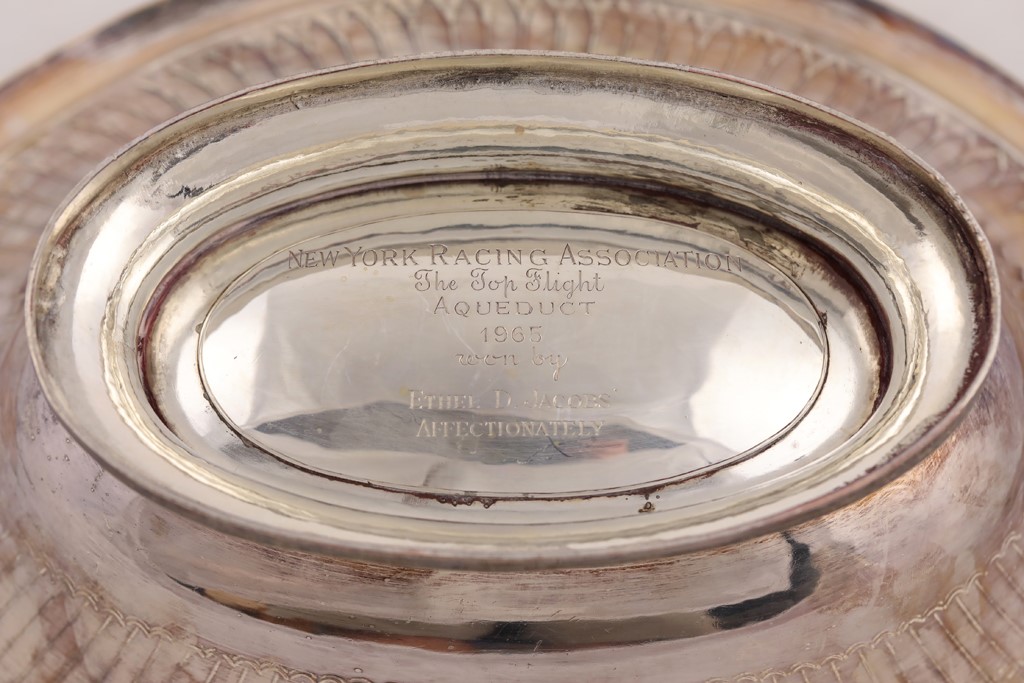 New York Racing Association
The Top Flight
Aqueduct
1965
won by
Ethel D. Jacobs'
Affectionately